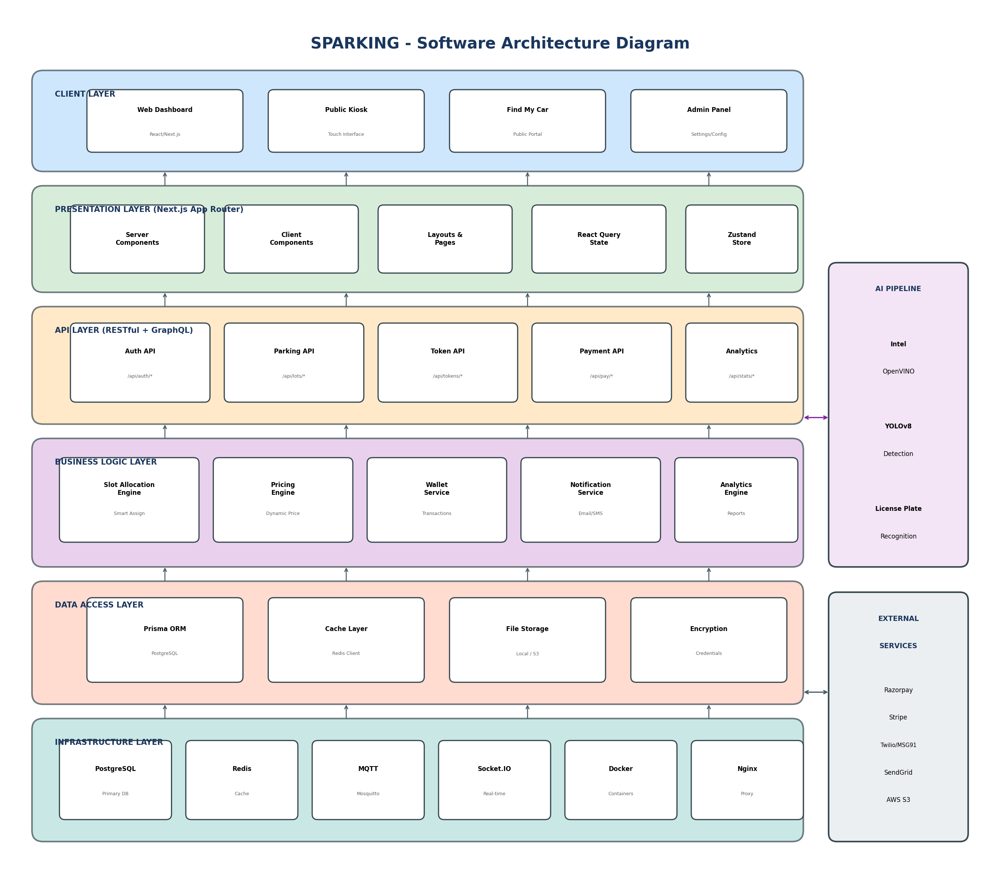 SPARKING - Software Architecture Diagram
CLIENT LAYER
Web Dashboard
React/Next.js
Public Kiosk
Touch Interface
Find My Car
Public Portal
Admin Panel
Settings/Config
PRESENTATION LAYER (Next.js App Router)
Server
Components
Client
Components
Layouts &
Pages
React Query
State
Zustand
Store
API LAYER (RESTful + GraphQL)
Auth API
/api/auth/*
Parking API
/api/lots/*
Token API
/api/tokens/*
Payment API
/api/pay/*
Analytics
/api/stats/*
BUSINESS LOGIC LAYER
Slot Allocation
Engine
Smart Assign
Pricing
Engine
Dynamic Price
Wallet
Service
Transactions
Notification
Service
Email/SMS
Analytics
Engine
Reports
DATA ACCESS LAYER
Prisma ORM
PostgreSQL
Cache Layer
Redis Client
File Storage
Local / S3
Encryption
Credentials
INFRASTRUCTURE LAYER
PostgreSQL
Primary DB
Redis
Cache
MQTT
Mosquitto
Socket.IO
Real-time
Docker
Containers
Nginx
Proxy
AI PIPELINE
Intel
OpenVINO
YOLOv8
Detection
License Plate
Recognition
EXTERNAL
SERVICES
Razorpay
Stripe
Twilio/MSG91
SendGrid
AWS S3